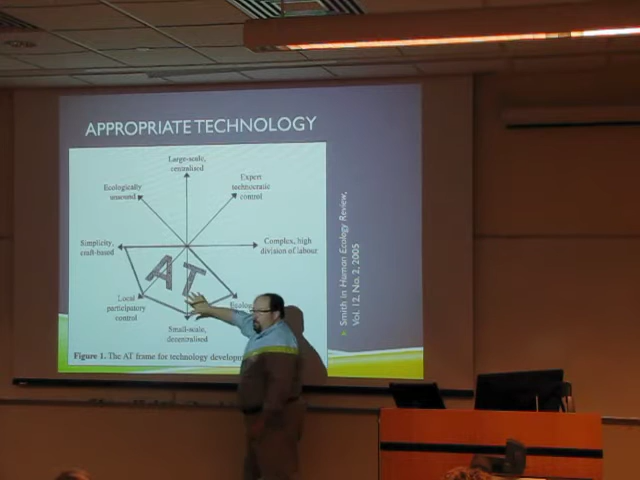 APPROPRIATE TECHNOLOGY
Large-scale,
centralised
Ecologically
unsound
Expert
technocratic
control
Simplicity,
craft-based
Complex, high
division of labour
AT
Local
participatory
control
Small-scale,
decentralised
Figure 1. The AT frame for technology
Smith in Human Ecology Review,
Vol. 12, No. 2, 2005